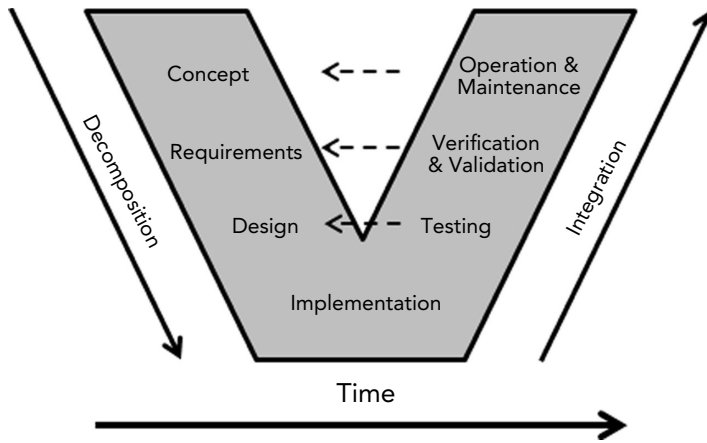 Concept
Operation &
Maintenance
Decomposition
Requirements
Verification
& Validation
Integration
Design
Testing
Implementation
Time